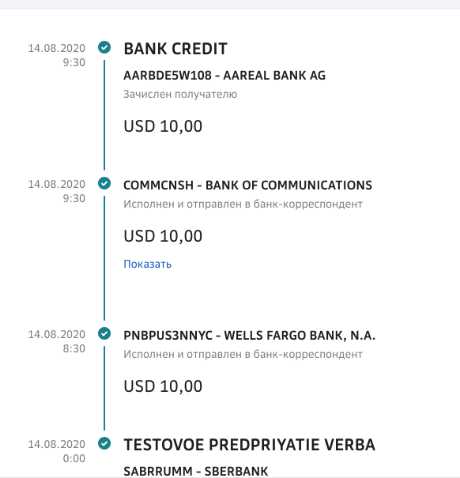 14.08.2020
9:30
BANK CREDIT
AARBDE5W108 - AAREAL BANK AG
Зачислен получателю
USD 10,00
14.08.2020
9:30
COMMCNSH - BANK OF COMMUNICATIONS
Исполнен и отправлен в банк-корреспондент
USD 10,00
Показать
14.08.2020
8:30
PNBPUS3NNYC - WELLS FARGO BANK, N.A.
Исполнен и отправлен в банк-корреспондент
USD 10,00
14.08.2020
0:00
TESTOVOE PREDPRIYATIE VERBA
SABRRUMM - SBERBANK